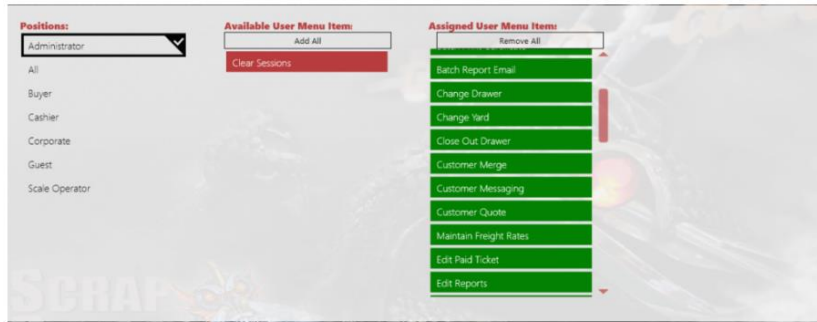 Positions:
Administrator
All
Buyer
Cashier
Corporate
Guest
Scale Operator
Available User Menu Item:
Add All
Clear Sessions
Assigned User Menu Item:
Remove All
Batch Report Email
Change Drawer
Change Yard
Close Out Drawer
Customer Merge
Customer Messaging
Customer Quote
Maintain Freight Rates
Edit Paid Ticket
Edit Reports
SCRAP